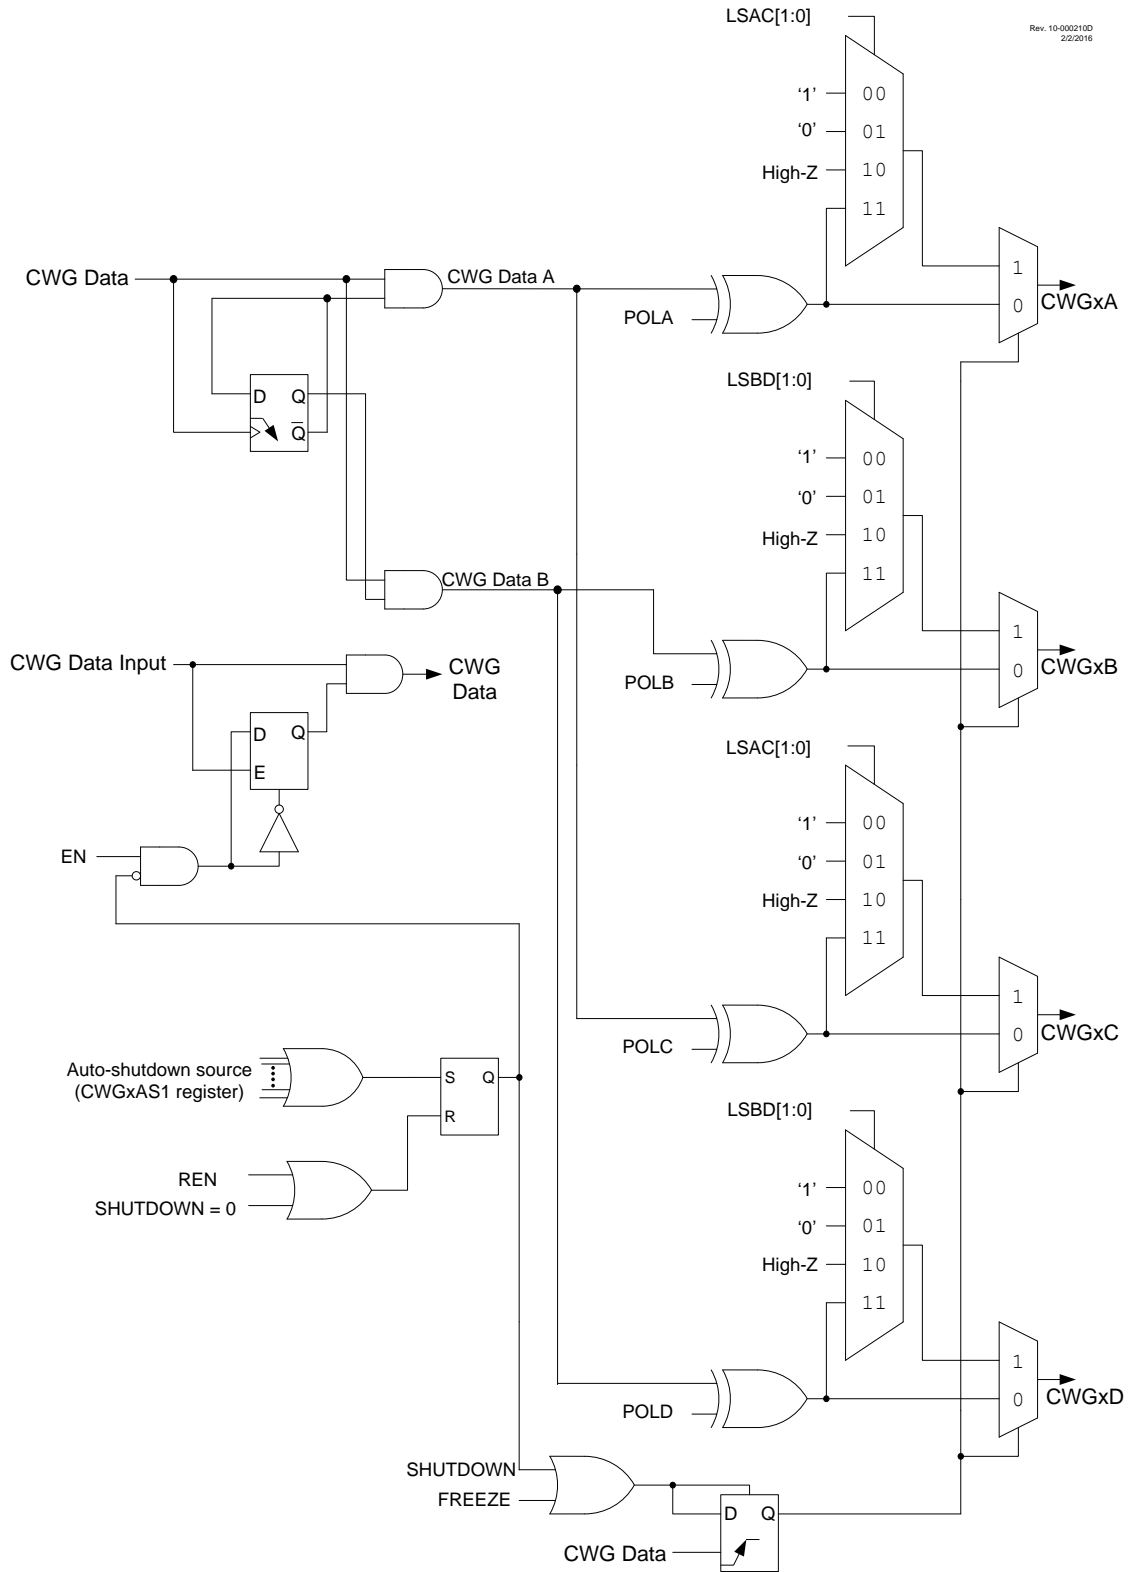 LSAC[1:0]
Rev. 10-000210D
2/2/2016
‘1’ 00
‘0’ 01
High-Z 10
11
CWG Data
CWG Data A
POLA
1
0
CWGxA
D Q
Q
LSBD[1:0]
‘1’ 00
‘0’ 01
High-Z 10
11
CWG Data B
POLB
1
0
CWGxB
CWG Data Input
CWG
Data
D Q
E
EN
LSAC[1:0]
‘1’ 00
‘0’ 01
High-Z 10
11
POLC
1
0
CWGxC
Auto-shutdown source
(CWGxAS1 register)
S Q
R
REN
SHUTDOWN = 0
LSBD[1:0]
‘1’ 00
‘0’ 01
High-Z 10
11
POLD
1
0
CWGxD
SHUTDOWN
FREEZE
D Q
CWG Data